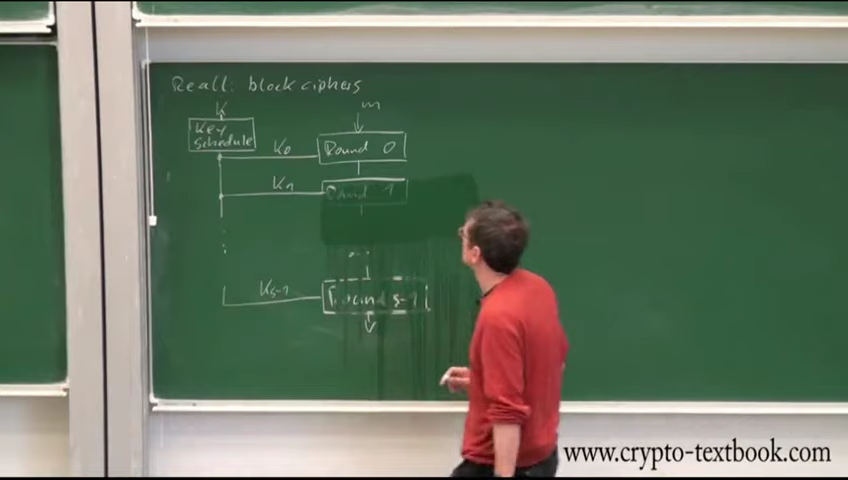 Recall: block ciphers
K
m
Key
Schedule
K0
Round 0
K1
Round 1
Ks-1
Round s-1
www.crypto-textbook.com